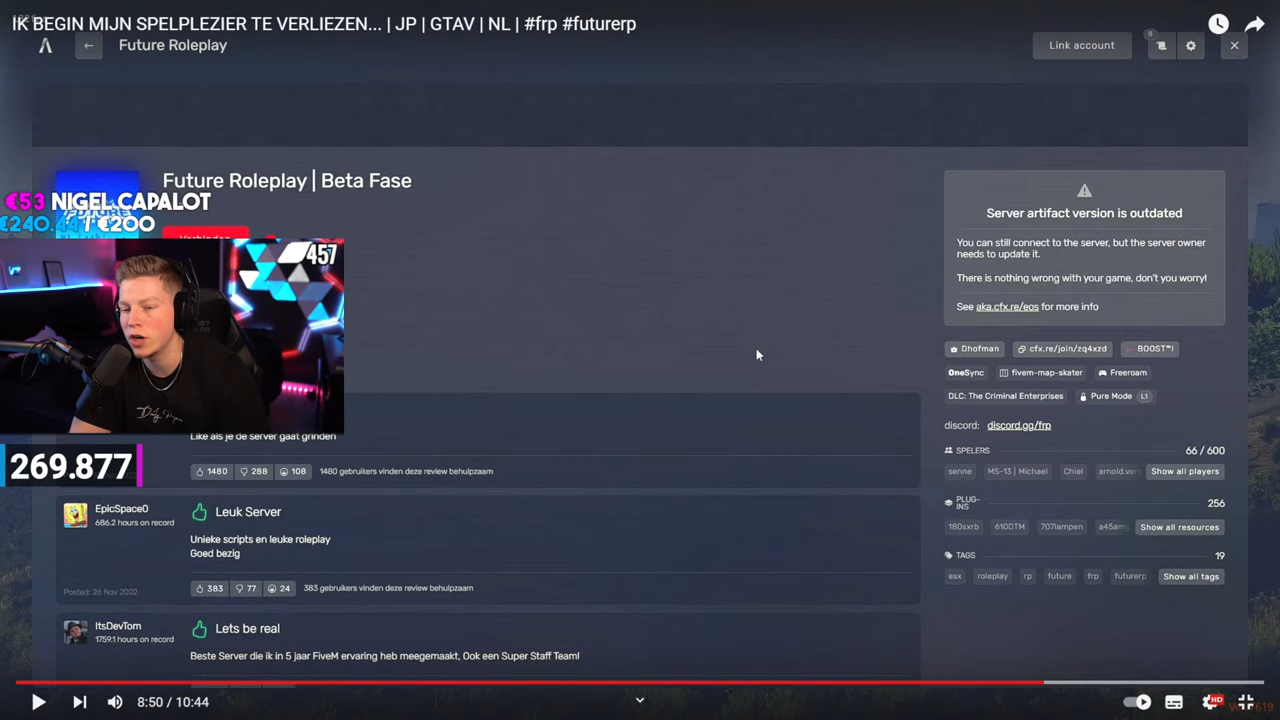 IK BEGIN MIJN SPELPLEZIER TE VERLIEZEN... | JP | GTAV | NL | #frp #futurerp
Future Roleplay
Link account
8
Future Roleplay | Beta Fase
€53 NIGEL CAPALOT
€240.44 / €200
457
269.877
Like als je de server gaat grinden
1480 288 108 1480 gebruikers vinden deze review behulpzaam
EpicSpace0
686.2 hours on record
Leuk Server
Unieke scripts en leuke roleplay
Goed bezig
Posted: 26 Nov 2022
383 77 24 383 gebruikers vinden deze review behulpzaam
ItsDevTom
1759.1 hours on record
Lets be real
Beste Server die ik in 5 jaar FiveM ervaring heb meegemaakt, Ook een Super Staff Team!
Server artifact version is outdated
You can still connect to the server, but the server owner
needs to update it.
There is nothing wrong with your game, don't you worry!
See aka.cfx.re/eos for more info
Dhofman cfx.re/join/zq4xzd BOOST™!
OneSync fivem-map-skater Freeroam
DLC: The Criminal Enterprises Pure Mode L1
discord: discord.gg/frp
SPELERS 66 / 600
senne MS-13 | Michael Chiel arnold.ver Show all players
PLUG-
INS 256
180sxrb 610DTM 707lampen a45amg Show all resources
TAGS 19
esx roleplay rp future frp futurerp Show all tags
8:50 / 10:44
HD